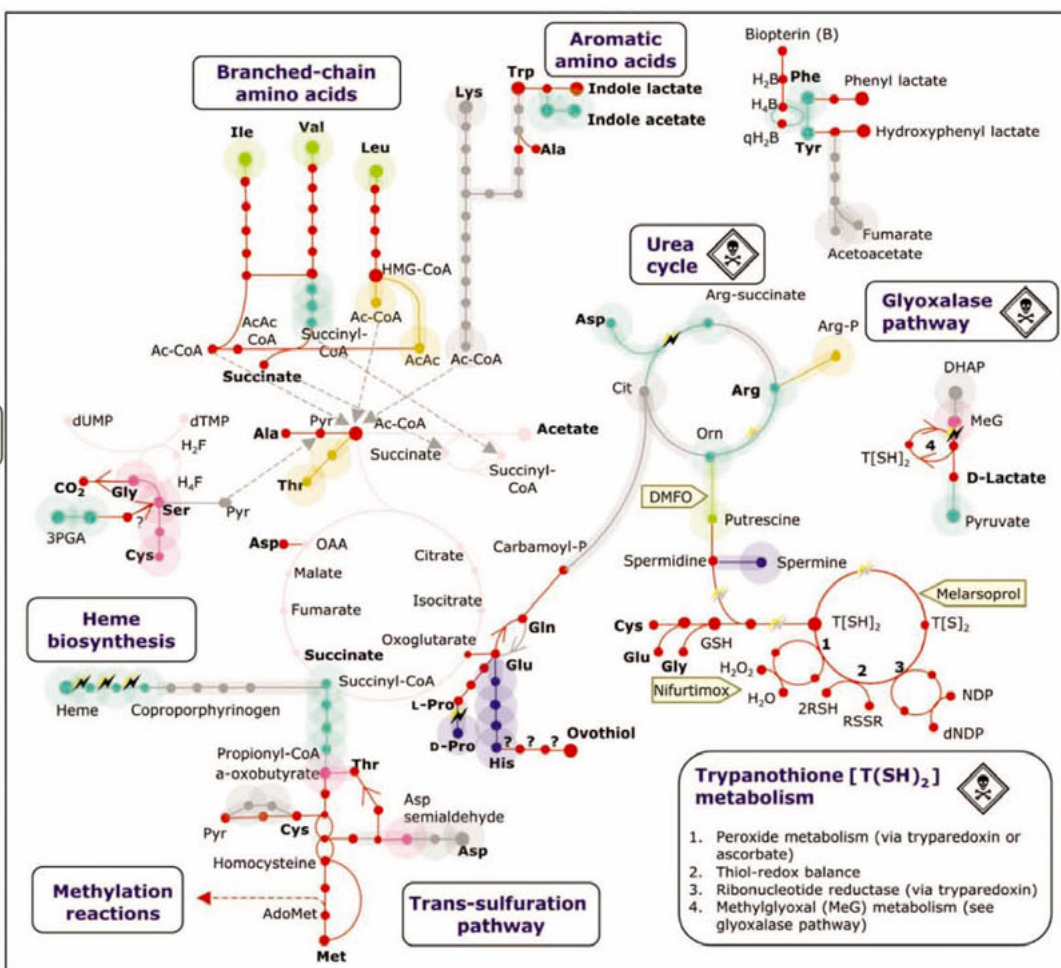 Aromatic
amino acids
Branched-chain
amino acids
Biopterin (B)
H₂B
Phe
Phenyl lactate
H₄B
qH₂B
Tyr
Hydroxyphenyl lactate
Fumarate
Acetoacetate
Lys
Trp
Indole lactate
Indole acetate
Ala
Ile
Val
Leu
HMG-CoA
Ac-CoA
AcAc
CoA
Succinyl-
CoA
Ac-CoA
AcAc
Ac-CoA
Succinate
Urea
cycle
Arg-succinate
Asp
Arg-P
Cit
Arg
Orn
Glyoxalase
pathway
DHAP
MeG
4
T[SH]₂
D-Lactate
Pyruvate
dUMP
dTMP
H₂F
H₄F
CO₂
Gly
Ser
Pyr
?
3PGA
Cys
Ala
Pyr
Ac-CoA
Acetate
Succinate
Succinyl-
CoA
Thr
Asp
OAA
Citrate
Malate
Isocitrate
Fumarate
Oxoglutarate
Succinate
Succinyl-CoA
Carbamoyl-P
Gln
Glu
L-Pro
D-Pro
His
? ? ?
Ovothiol
DMFO
Putrescine
Spermidine
Spermine
Melarsoprol
Cys
Glu
Gly
GSH
T[SH]₂
T[S]₂
1
2
3
H₂O₂
H₂O
Nifurtimox
2RSH
RSSR
NDP
dNDP
Heme
biosynthesis
Heme
Coproporphyrinogen
Propionyl-CoA
a-oxobutyrate
Thr
Asp
semialdehyde
Asp
Pyr
Cys
Homocysteine
AdoMet
Met
Methylation
reactions
Trans-sulfuration
pathway
Trypanothione [T(SH)₂]
metabolism
1. Peroxide metabolism (via tryparedoxin or
ascorbate)
2. Thiol-redox balance
3. Ribonucleotide reductase (via tryparedoxin)
4. Methylglyoxal (MeG) metabolism (see
glyoxalase pathway)